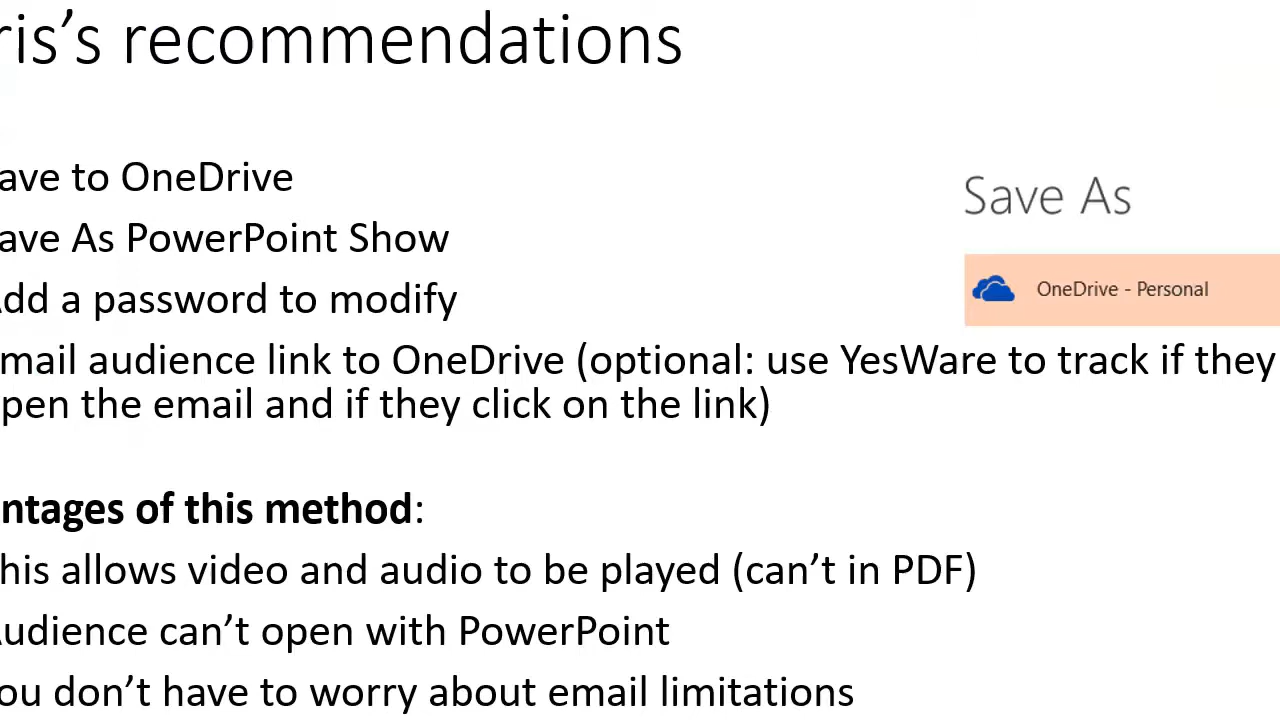 ris's recommendations
ave to OneDrive
Save As
ave As PowerPoint Show
OneDrive - Personal
dd a password to modify
mail audience link to OneDrive (optional: use YesWare to track if they
pen the email and if they click on the link)
ntages of this method:
his allows video and audio to be played (can't in PDF)
udience can't open with PowerPoint
ou don't have to worry about email limitations